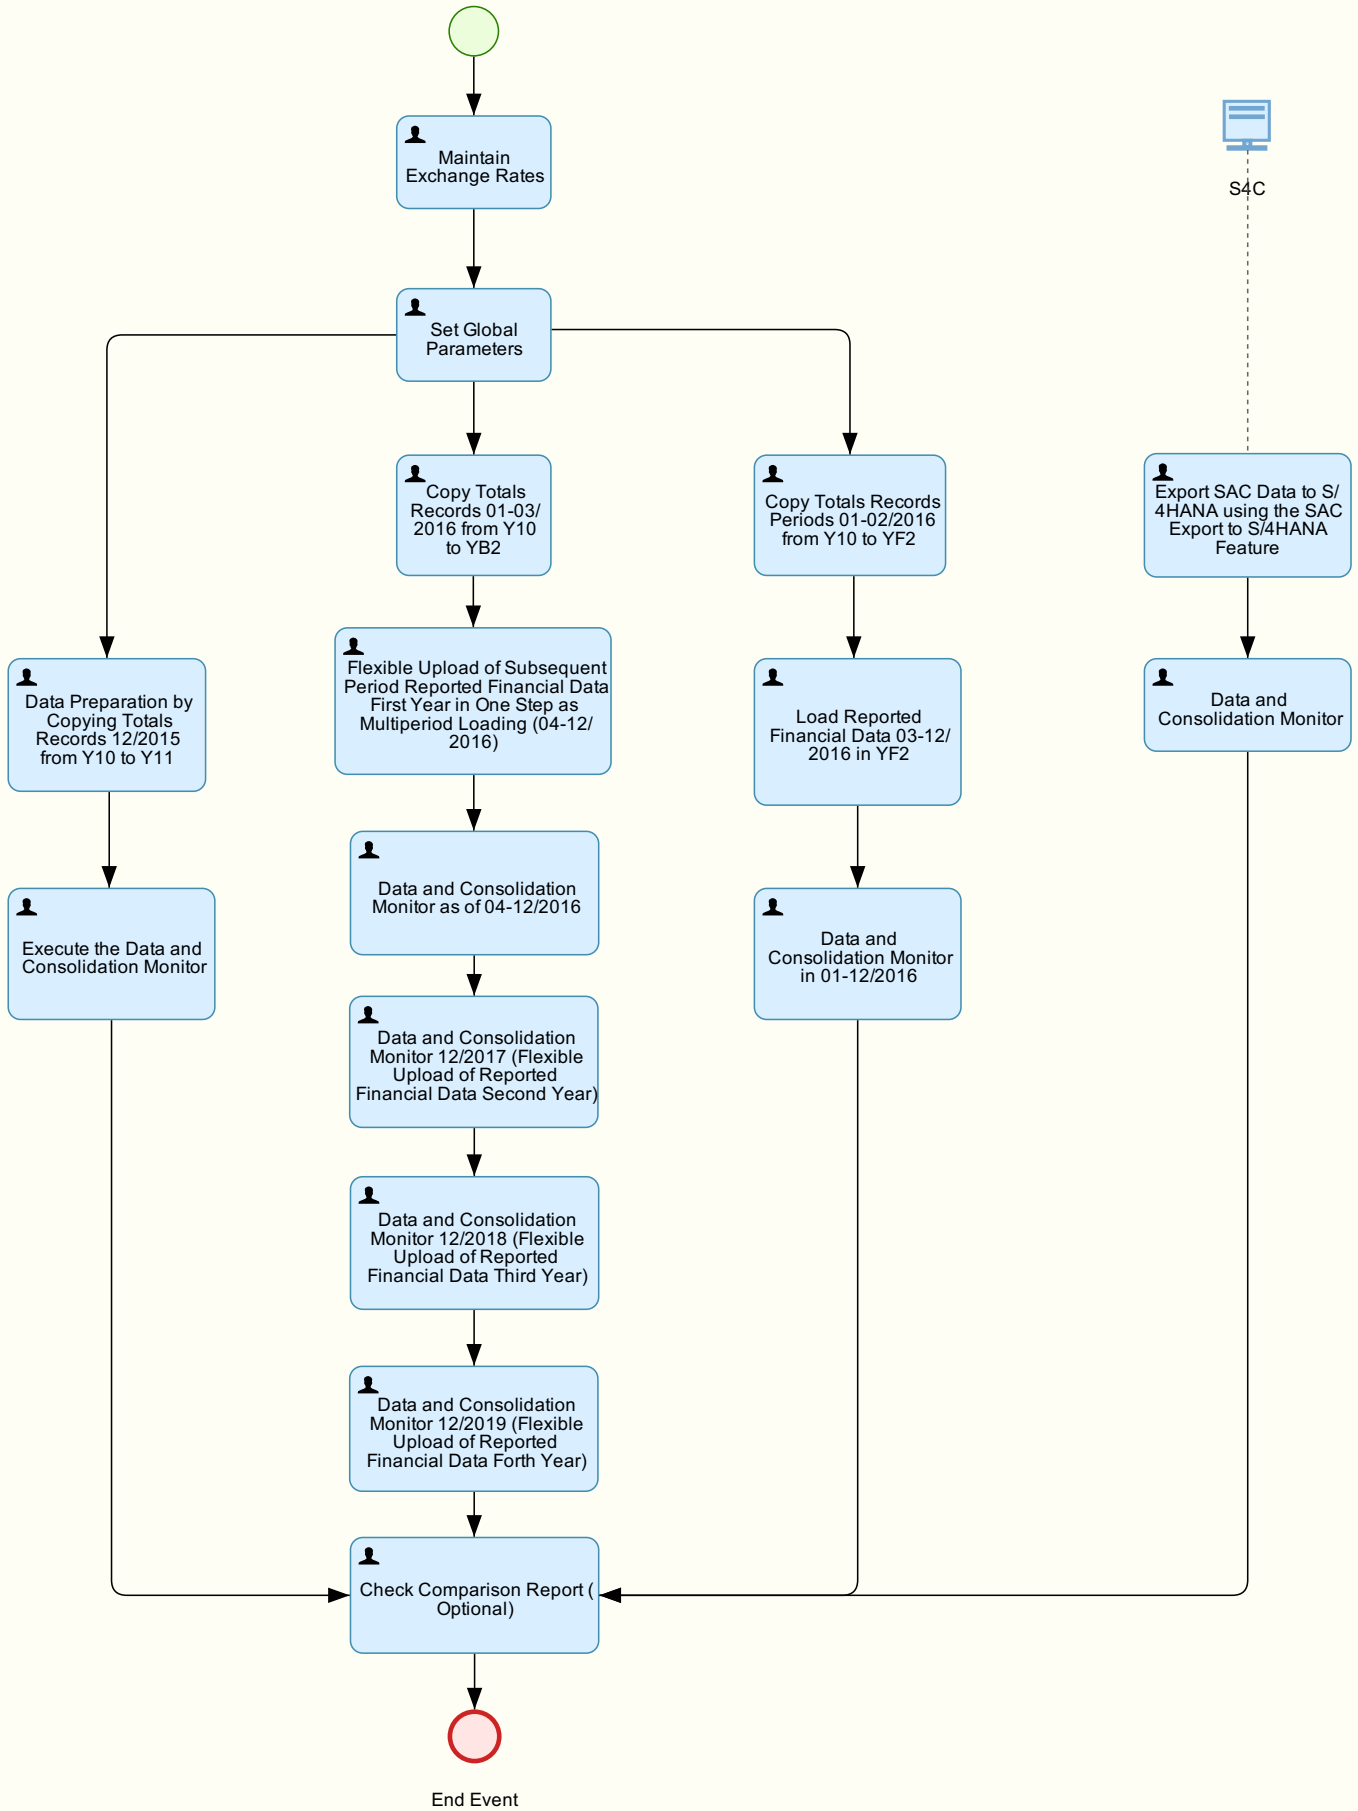 Maintain
Exchange Rates
S4C
Set Global
Parameters
Copy Totals
Records 01-03/
2016 from Y10
to YB2
Copy Totals Records
Periods 01-02/2016
from Y10 to YF2
Export SAC Data to S/
4HANA using the SAC
Export to S/4HANA
Feature
Data Preparation by
Copying Totals
Records 12/2015
from Y10 to Y11
Flexible Upload of Subsequent
Period Reported Financial Data
First Year in One Step as
Multiperiod Loading (04-12/
2016)
Load Reported
Financial Data 03-12/
2016 in YF2
Data and
Consolidation Monitor
Execute the Data and
Consolidation Monitor
Data and Consolidation
Monitor as of 04-12/2016
Data and
Consolidation Monitor
in 01-12/2016
Data and Consolidation
Monitor 12/2017 (Flexible
Upload of Reported
Financial Data Second Year)
Data and Consolidation
Monitor 12/2018 (Flexible
Upload of Reported
Financial Data Third Year)
Data and Consolidation
Monitor 12/2019 (Flexible
Upload of Reported
Financial Data Forth Year)
Check Comparison Report (
Optional)
End Event